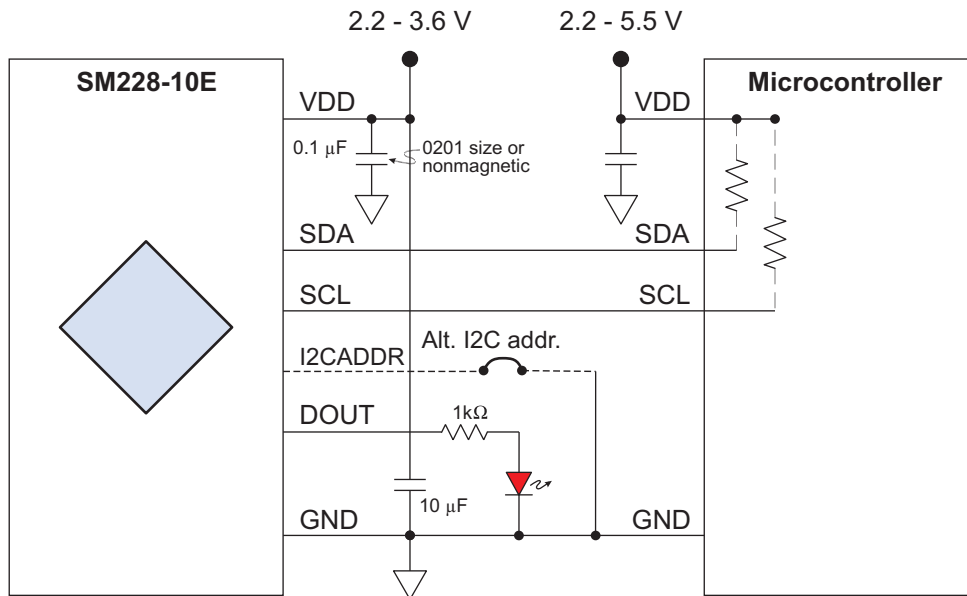 2.2 - 3.6 V
2.2 - 5.5 V
SM228-10E
Microcontroller
VDD
VDD
0.1 μF
0201 size or
nonmagnetic
SDA
SDA
SCL
SCL
I2CADDR
Alt. I2C addr.
DOUT
1kΩ
10 μF
GND
GND